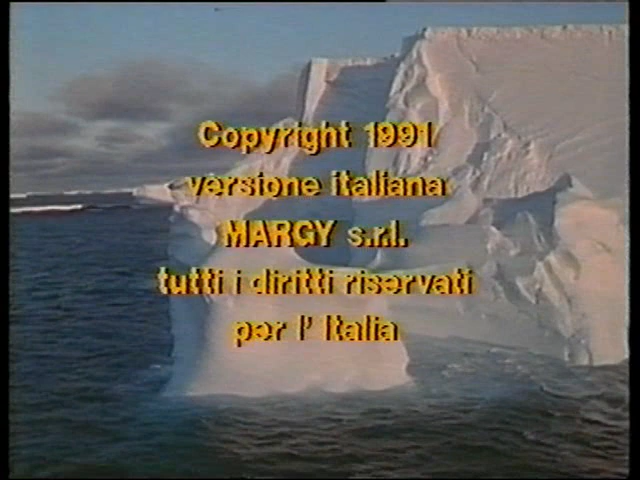 Copyright 1991
versione italiana
MARGY s.r.l.
tutti i diritti riservati
per l' Italia